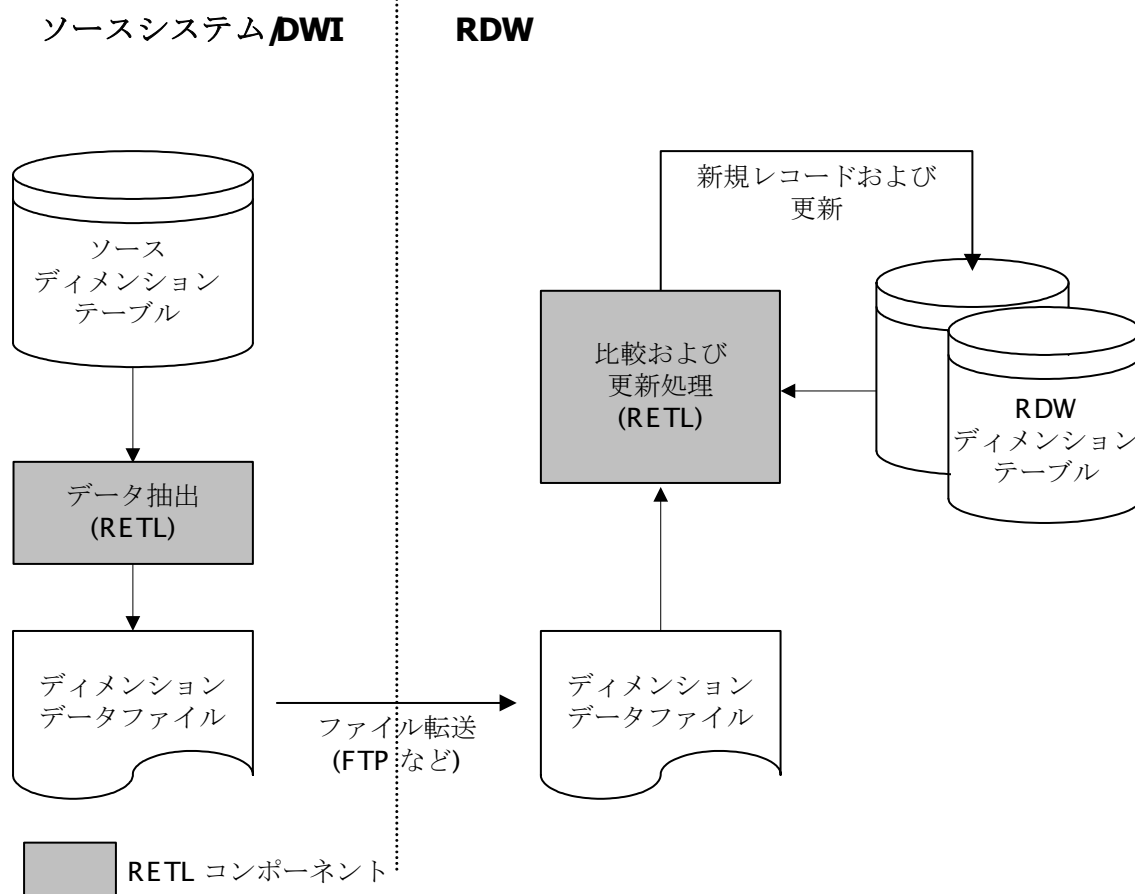 ソースシステム/DWI
RDW
新規レコードおよび
更新
ソース
ディメンション
テーブル
比較および
更新処理
(RETL)
RDW
ディメンション
テーブル
データ抽出
(RETL)
ディメンション
データファイル
ファイル転送
(FTP など)
ディメンション
データファイル
RETL コンポーネント